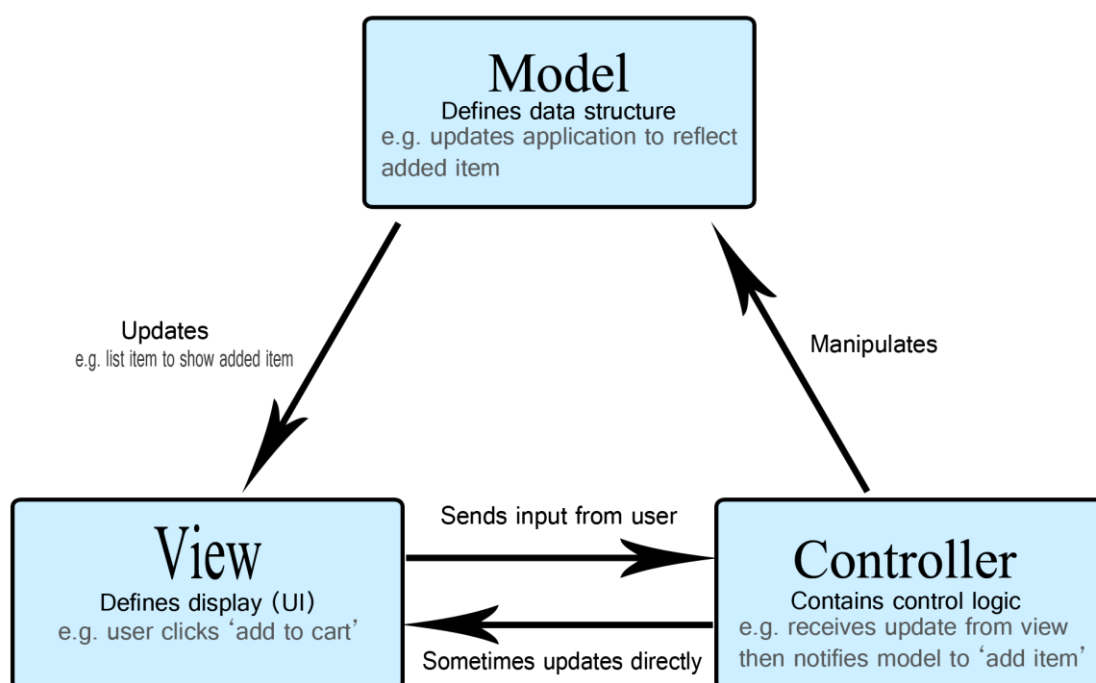 Model
Defines data structure
e.g. updates application to reflect
added item
Updates
e.g. list item to show added item
Manipulates
View
Defines display (UI)
e.g. user clicks ‘add to cart’
Sends input from user
Sometimes updates directly
Controller
Contains control logic
e.g. receives update from view
then notifies model to ‘add item’